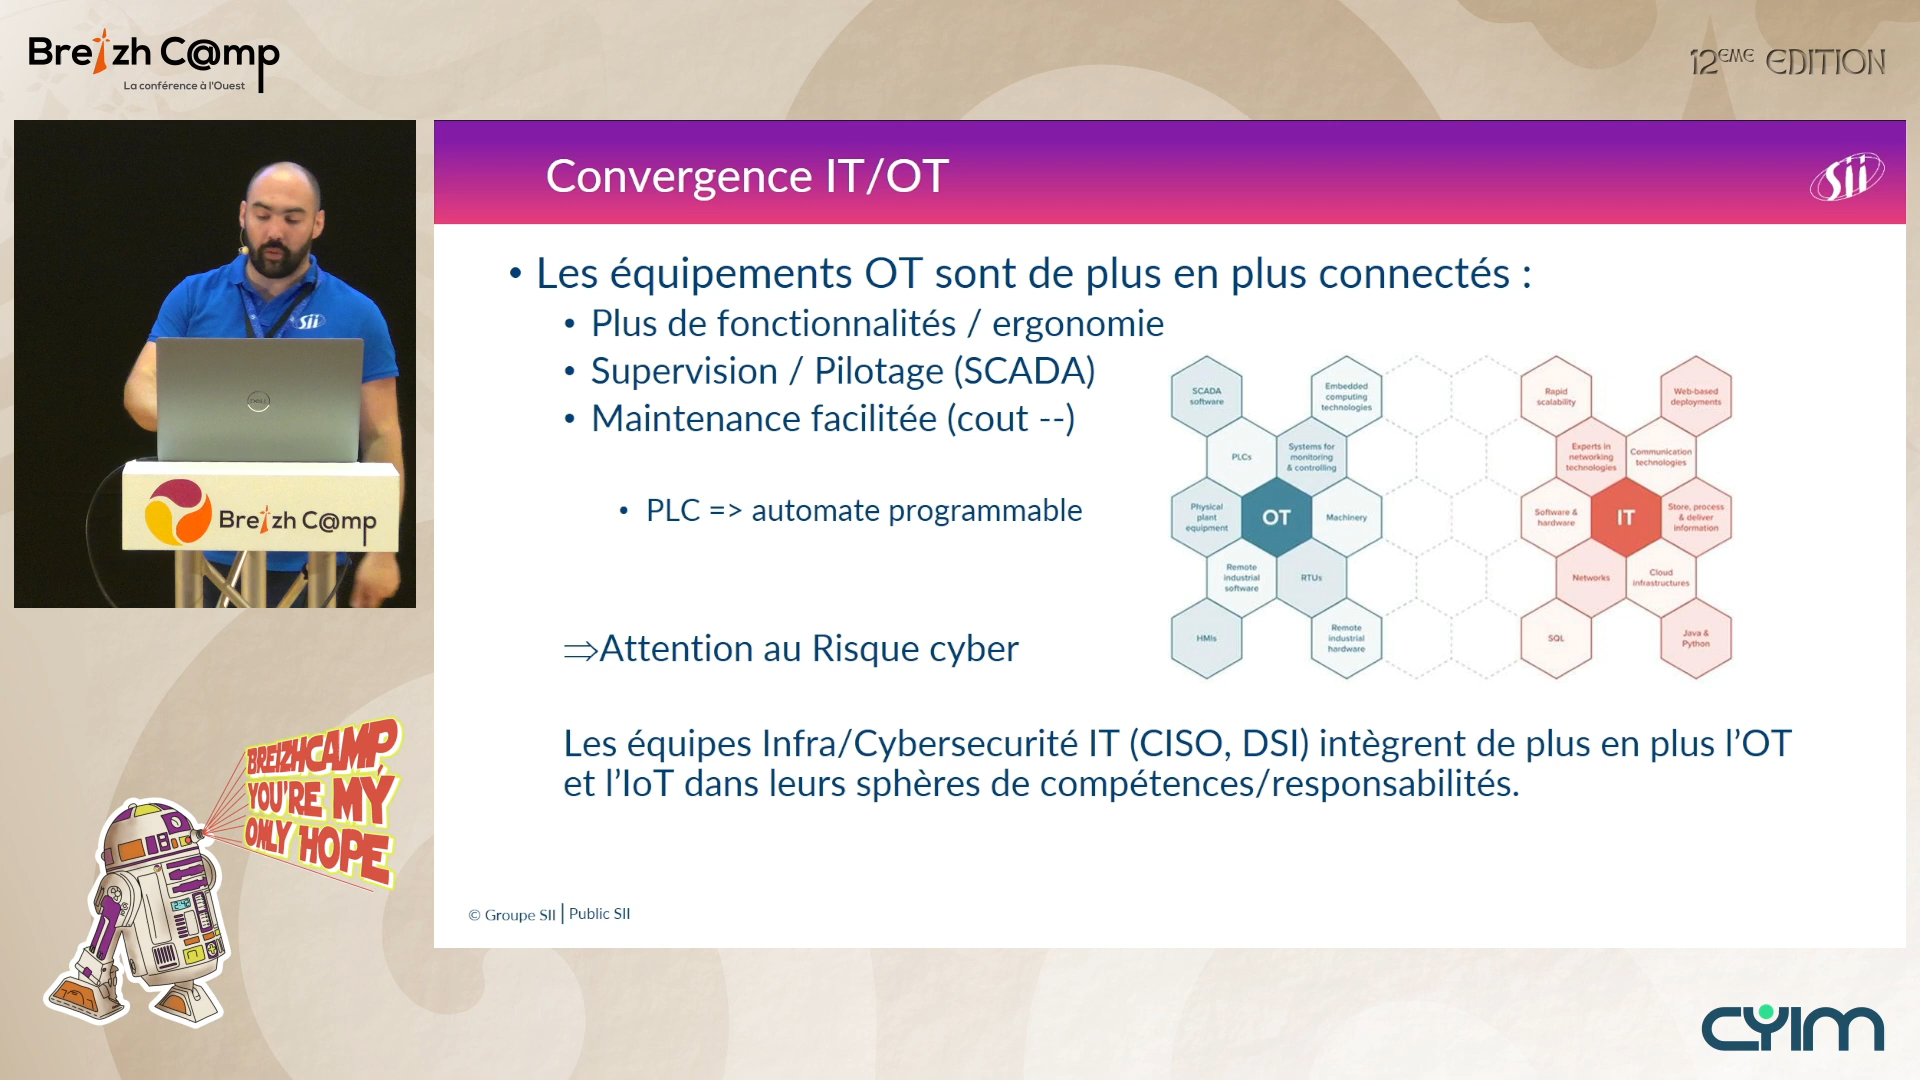 Breizh C@mp
La conférence à l'Ouest
12EME EDITION
Convergence IT/OT
Sii
• Les équipements OT sont de plus en plus connectés :
• Plus de fonctionnalités / ergonomie
• Supervision / Pilotage (SCADA)
• Maintenance facilitée (cout --)
• PLC => automate programmable
⇒Attention au Risque cyber
Les équipes Infra/Cybersecurité IT (CISO, DSI) intègrent de plus en plus l’OT
et l’IoT dans leurs sphères de compétences/responsabilités.
SCADA
software
Embedded
computing
technologies
PLCs
Systems for
monitoring
& controlling
Physical
plant
equipment
OT
Machinery
Remote
industrial
software
RTUs
HMIs
Remote
industrial
hardware
Rapid
scalability
Web-based
deployments
Experts in
networking
technologies
Communication
technologies
Software &
hardware
IT
Store, process
& deliver
information
Networks
Cloud
infrastructures
SQL
Java &
Python
© Groupe SII | Public SII
Sii
DELL
Breizh C@mp
BREIZHCAMP
YOU'RE MY
ONLY HOPE
CYIM